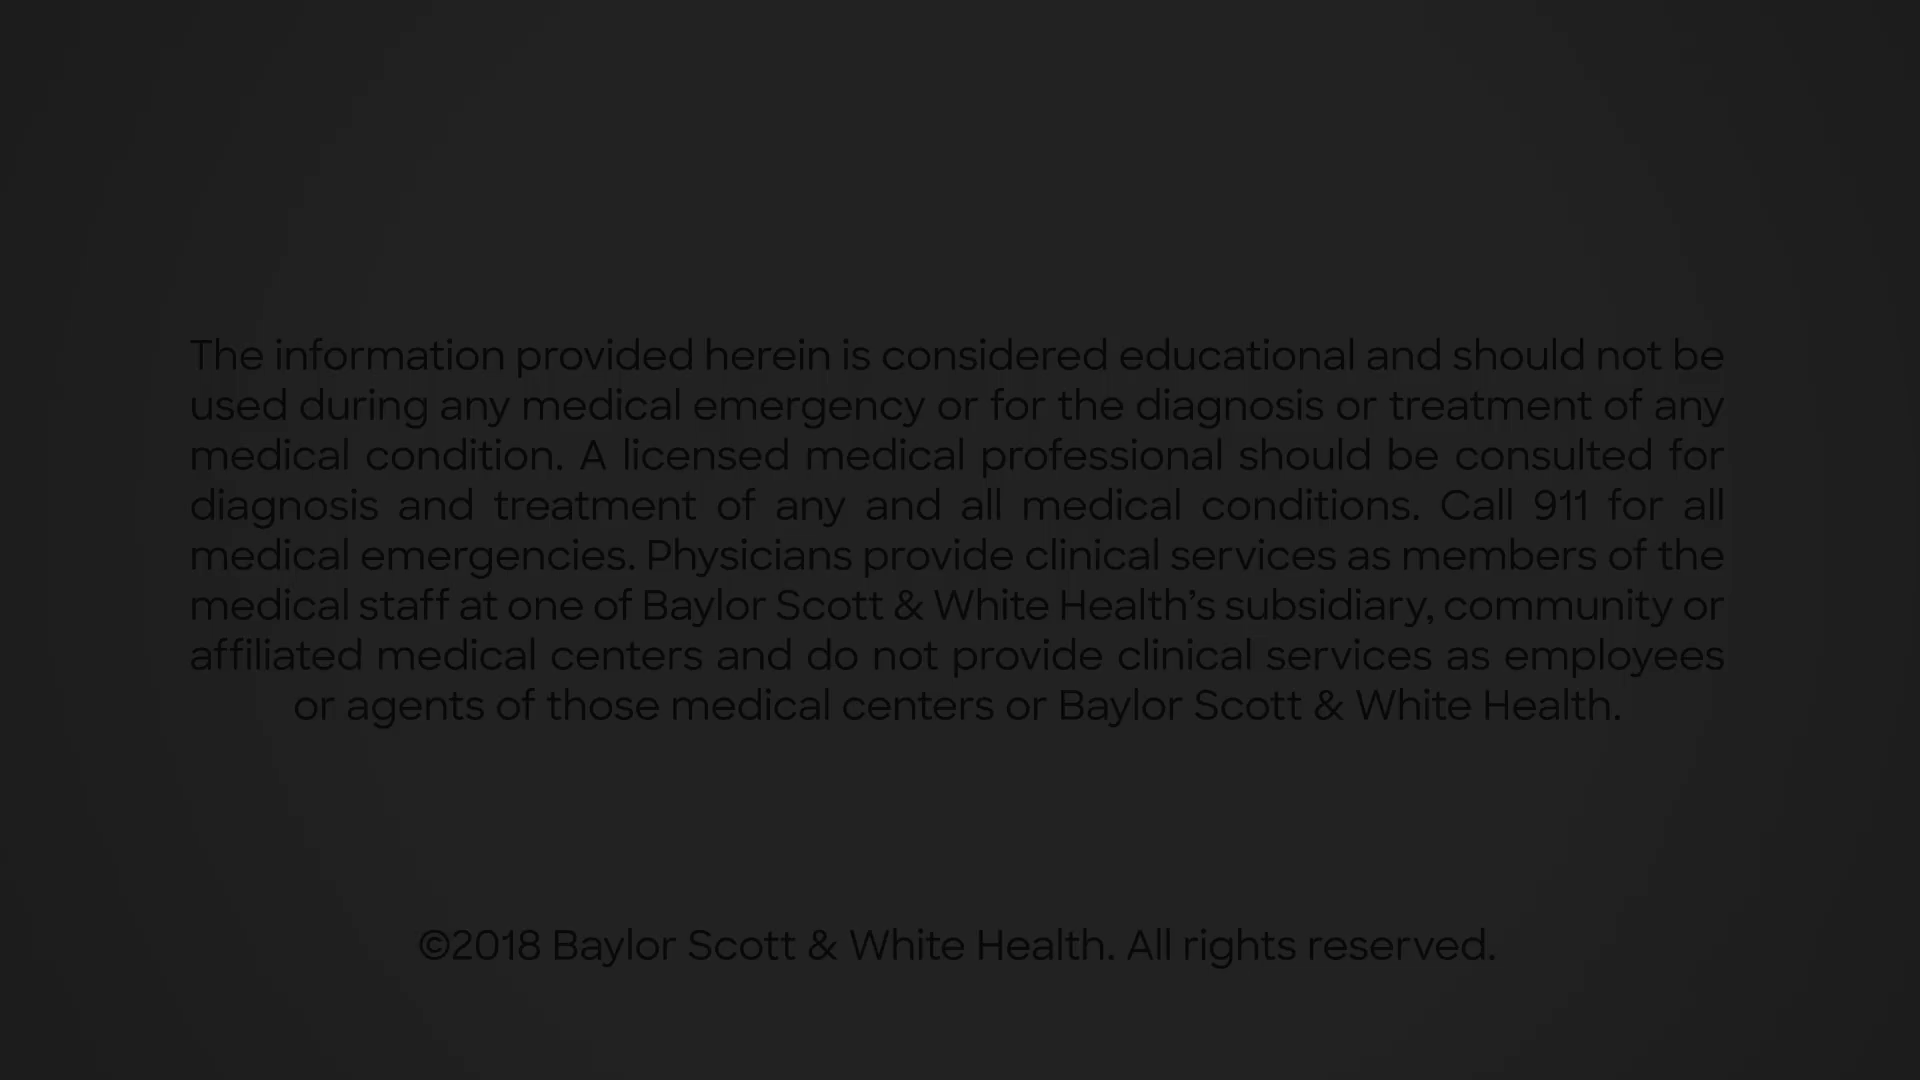 The information provided herein is considered educational and should not be
used during any medical emergency or for the diagnosis or treatment of any
medical condition. A licensed medical professional should be consulted for
diagnosis and treatment of any and all medical conditions. Call 911 for all
medical emergencies. Physicians provide clinical services as members of the
medical staff at one of Baylor Scott & White Health’s subsidiary, community or
affiliated medical centers and do not provide clinical services as employees
or agents of those medical centers or Baylor Scott & White Health.
©2018 Baylor Scott & White Health. All rights reserved.